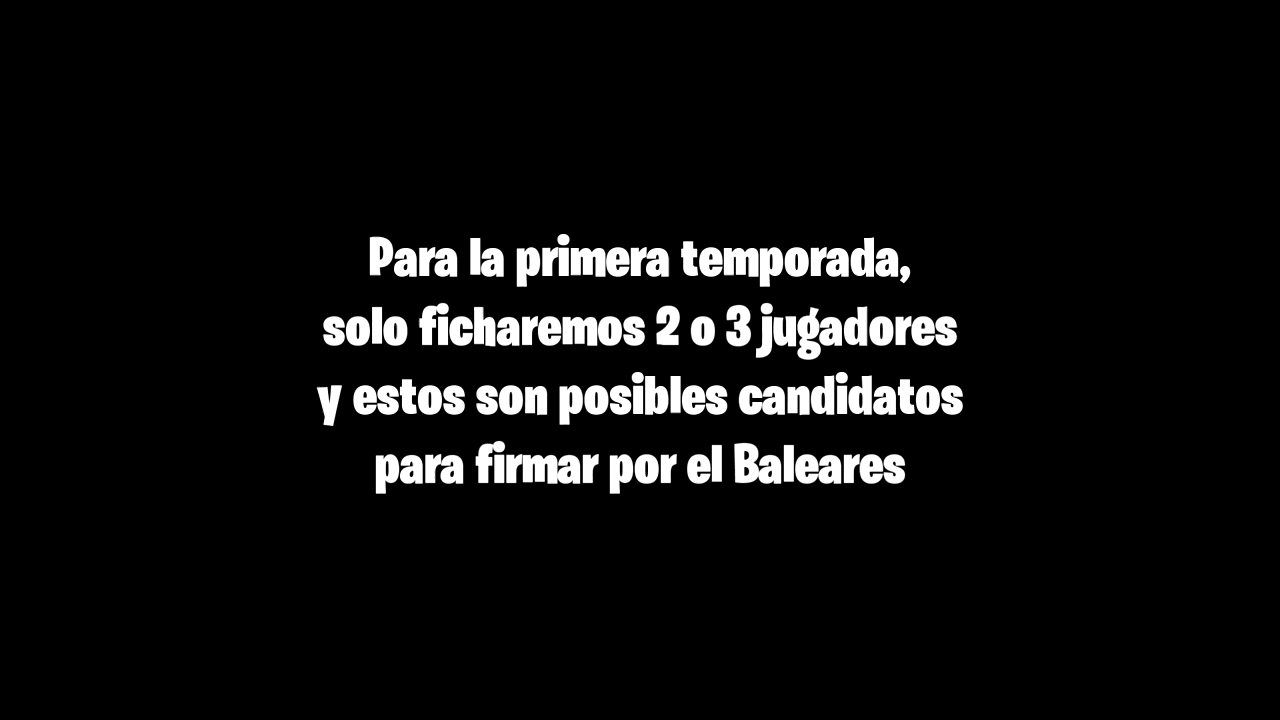 Para la primera temporada,
solo ficharemos 2 o 3 jugadores
y estos son posibles candidatos
para firmar por el Baleares